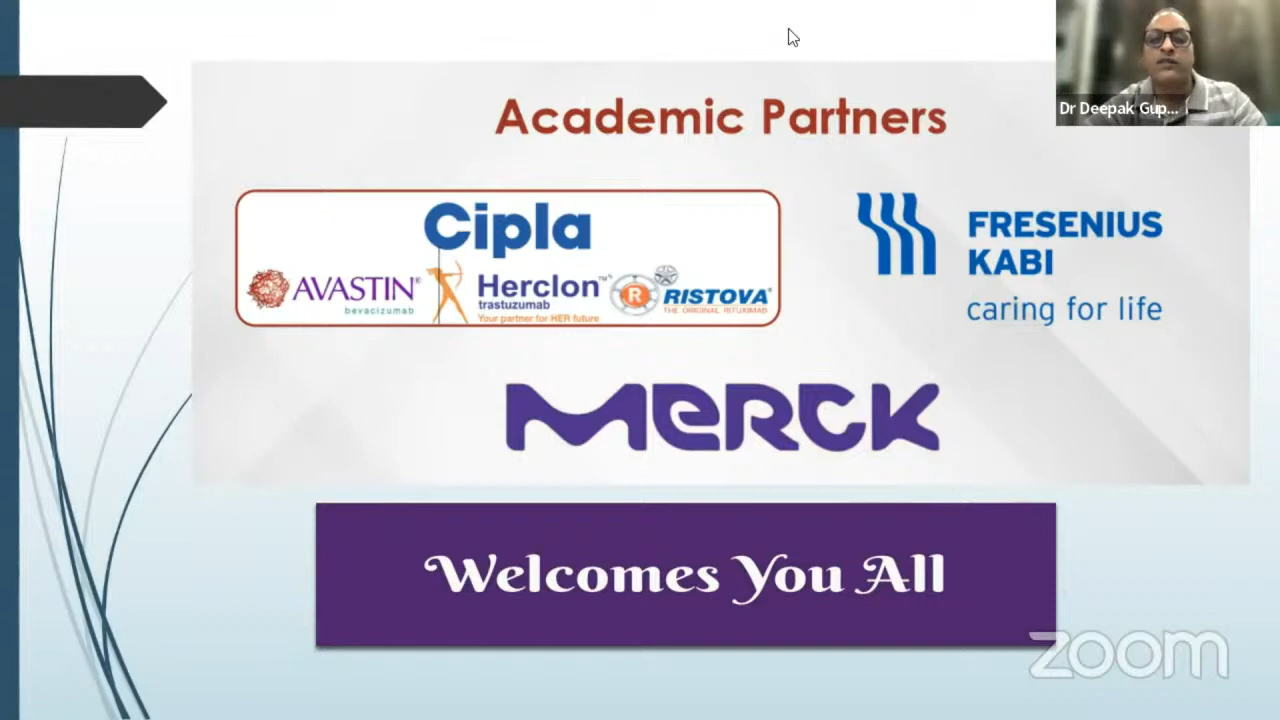 Academic Partners
Dr Deepak Gup...
Cipla
AVASTIN®
bevacizumab
Herclon™
trastuzumab
Your partner for HER future
R
RISTOVA®
THE ORIGINAL RITUXIMAB
FRESENIUS
KABI
caring for life
MERCK
Welcomes You All
zoom